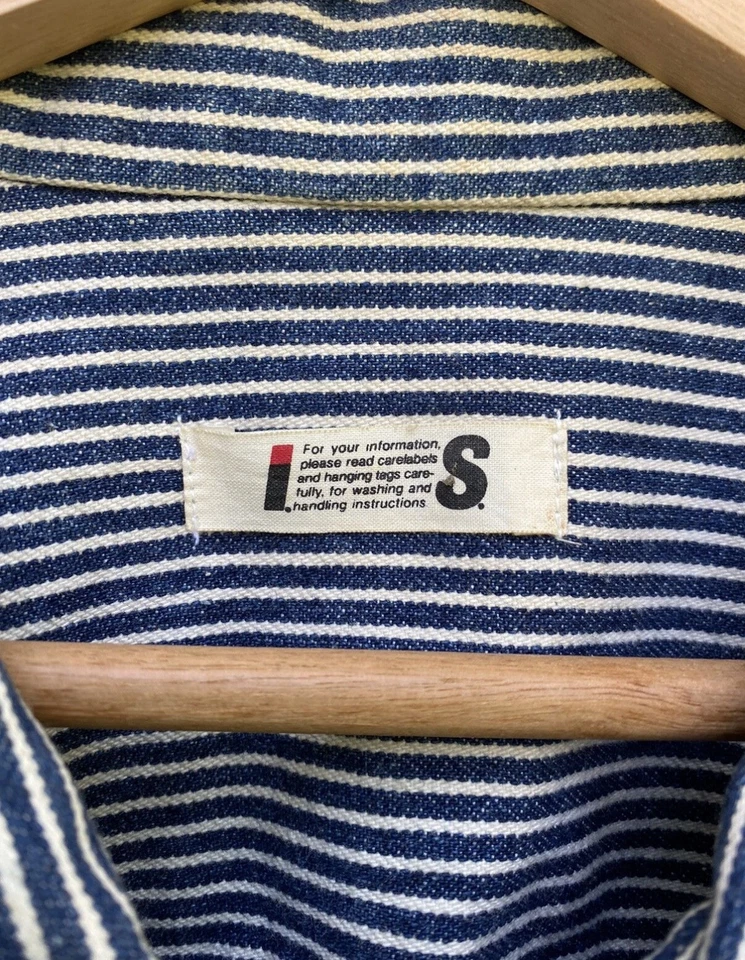 I. S.
For your information,
please read carelabels
and hanging tags care-
fully, for washing and
handling instructions